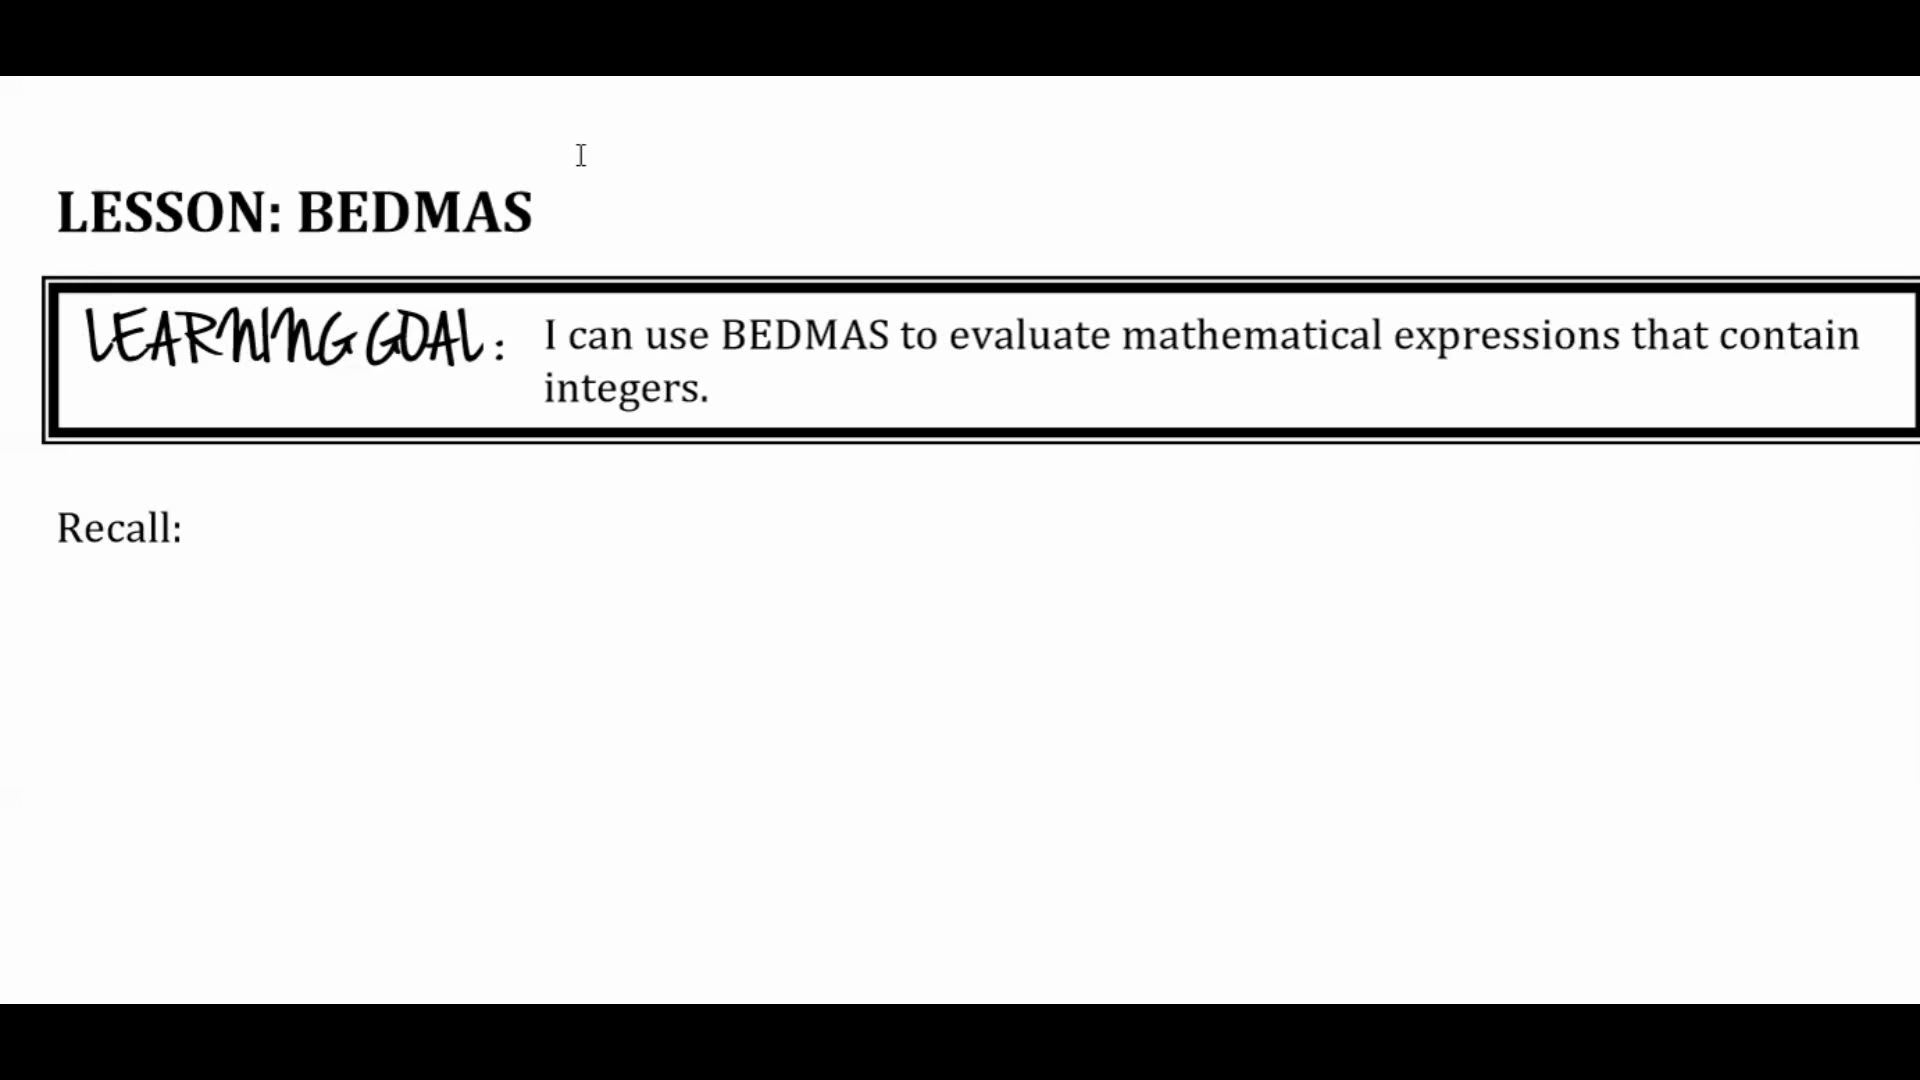 LESSON: BEDMAS
LEARNING GOAL: I can use BEDMAS to evaluate mathematical expressions that contain
integers.
Recall: